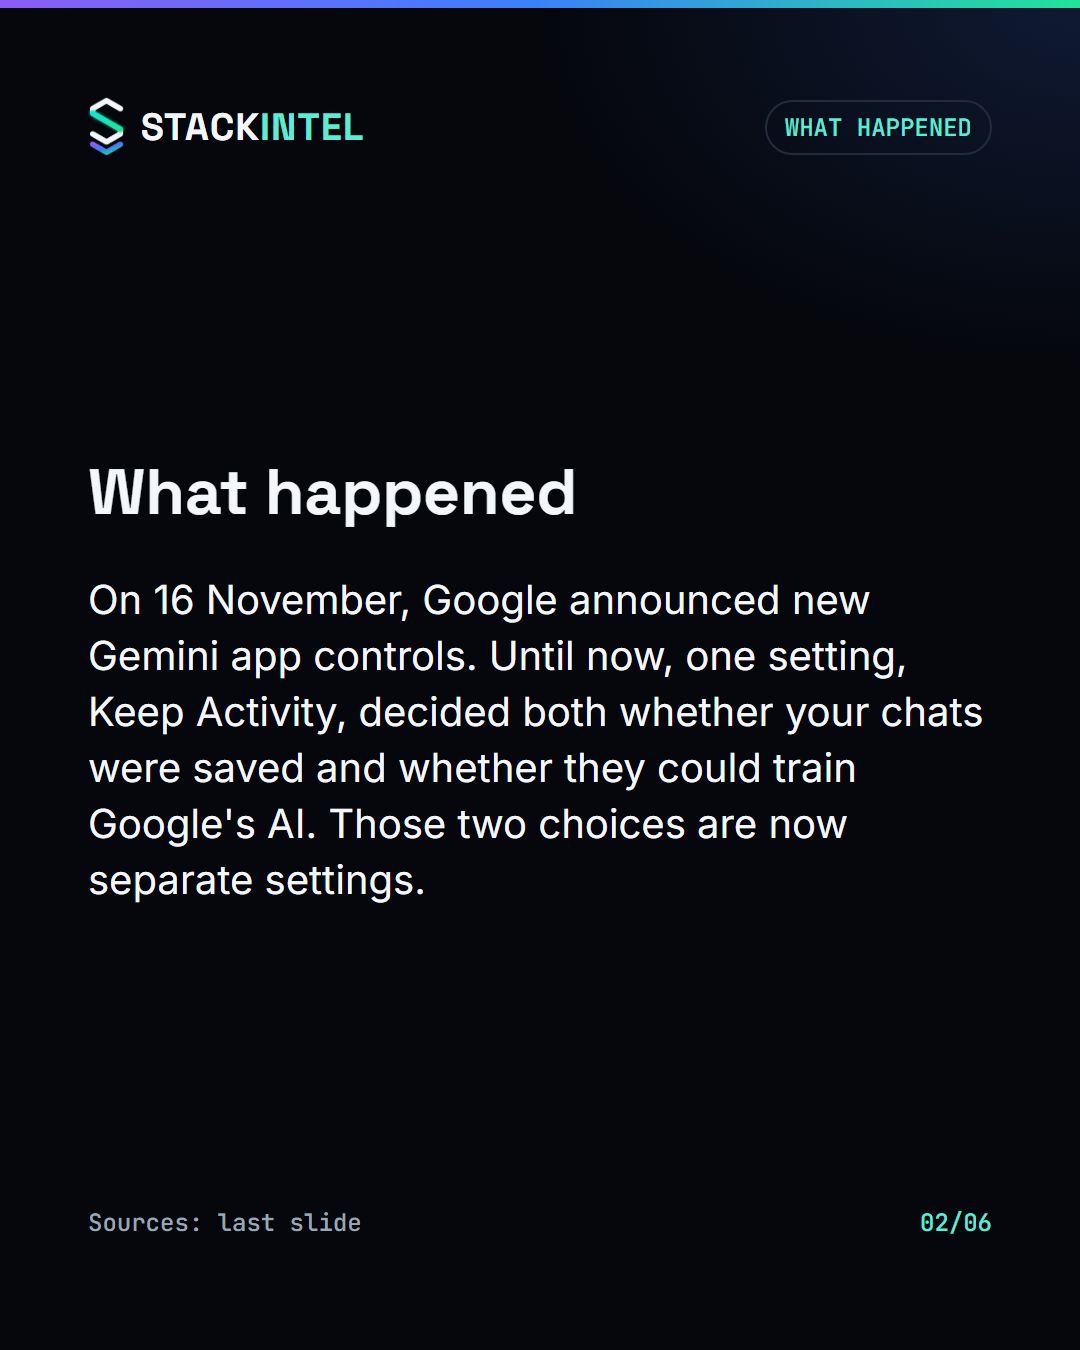 STACKINTEL
WHAT HAPPENED
What happened
On 16 November, Google announced new
Gemini app controls. Until now, one setting,
Keep Activity, decided both whether your chats
were saved and whether they could train
Google's AI. Those two choices are now
separate settings.
Sources: last slide
02/06